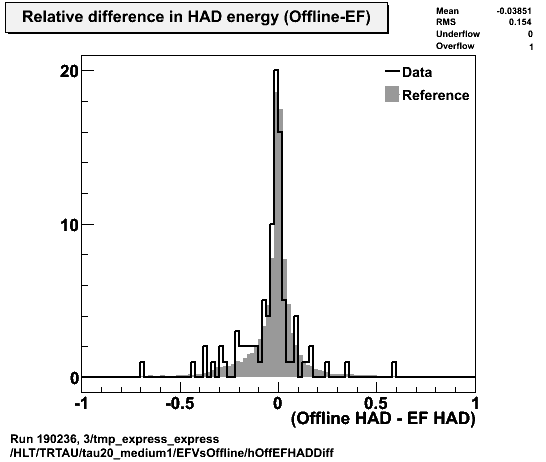 Relative difference in HAD energy (Offline-EF)
Mean -0.03851
RMS 0.154
Underflow 0
Overflow 1
Data
Reference
20
10
0
-1 -0.5 0 0.5 1
(Offline HAD - EF HAD)
Run 190236, 3/tmp_express_express
/HLT/TRTAU/tau20_medium1/EFVsOffline/hOffEFHADDiff